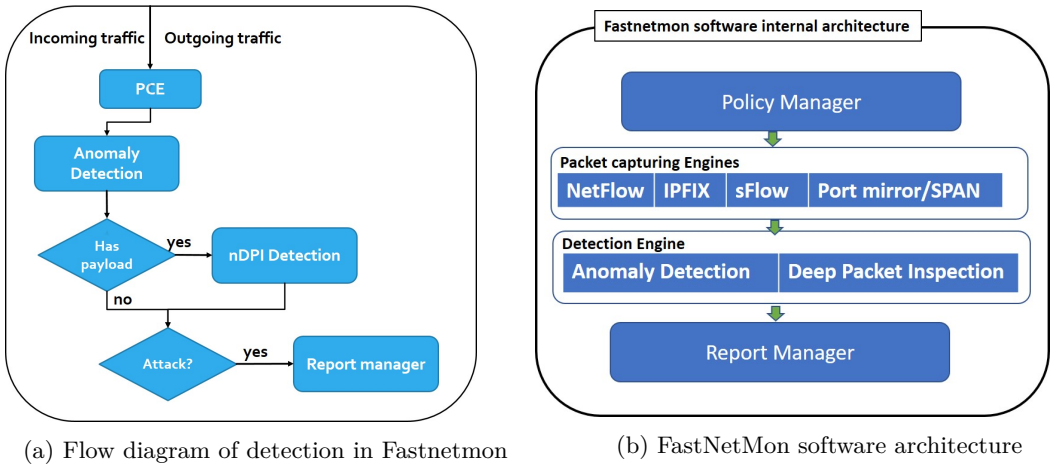 Incoming traffic
Outgoing traffic
PCE
Anomaly
Detection
Has
payload
yes
nDPI Detection
no
Attack?
yes
Report manager
(a) Flow diagram of detection in Fastnetmon
Fastnetmon software internal architecture
Policy Manager
Packet capturing Engines
NetFlow
IPFIX
sFlow
Port mirror/SPAN
Detection Engine
Anomaly Detection
Deep Packet Inspection
Report Manager
(b) FastNetMon software architecture